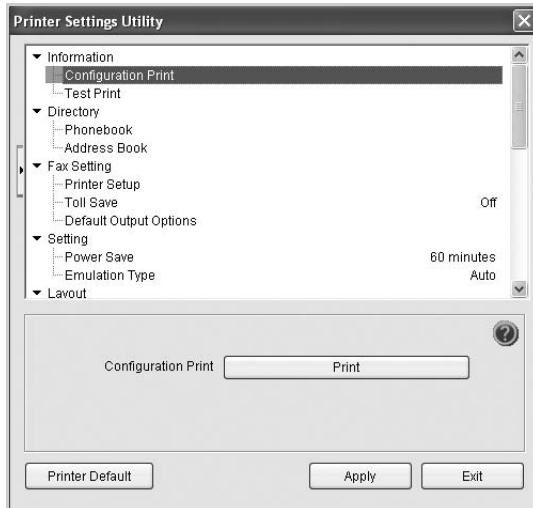 Printer Settings Utility
Information
Configuration Print
Test Print
Directory
Phonebook
Address Book
Fax Setting
Printer Setup
Toll Save Off
Default Output Options
Setting
Power Save 60 minutes
Emulation Type Auto
Layout
Configuration Print Print
Printer Default Apply Exit